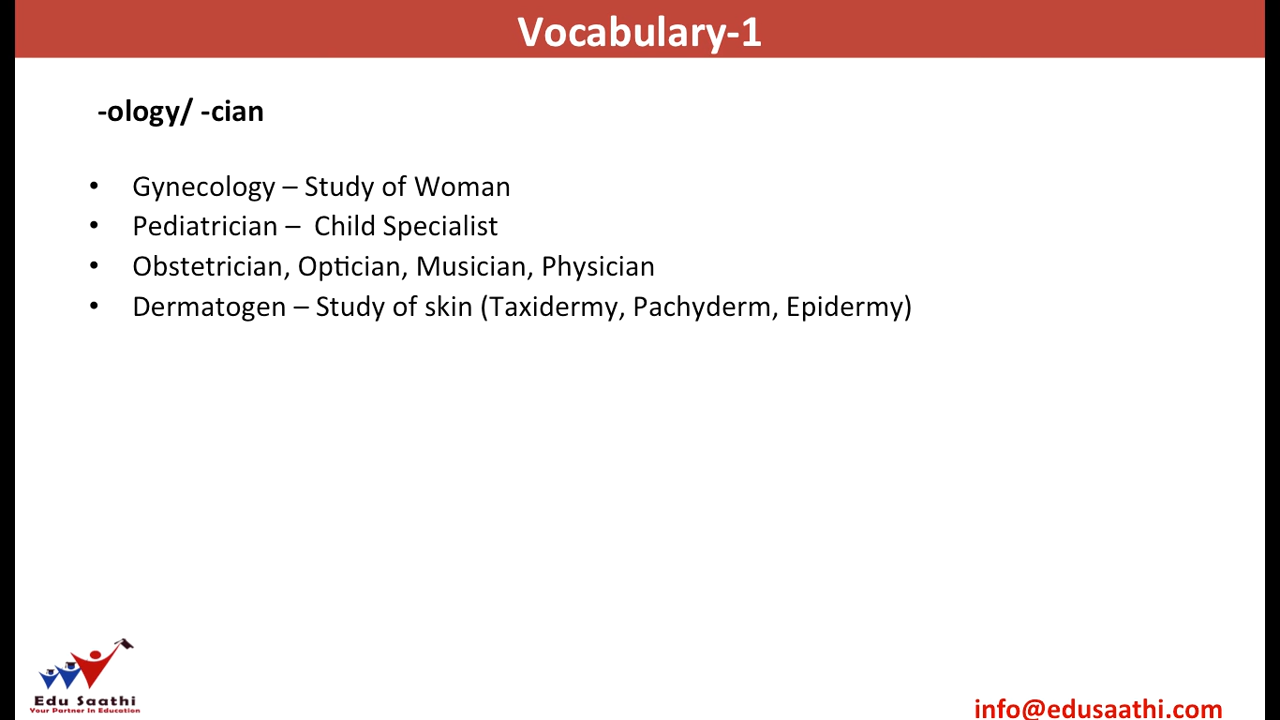 Vocabulary-1
-ology/ -cian
• Gynecology – Study of Woman
• Pediatrician – Child Specialist
• Obstetrician, Optician, Musician, Physician
• Dermatogen – Study of skin (Taxidermy, Pachyderm, Epidermy)
Edu Saathi
Your Partner In Education
info@edusaathi.com